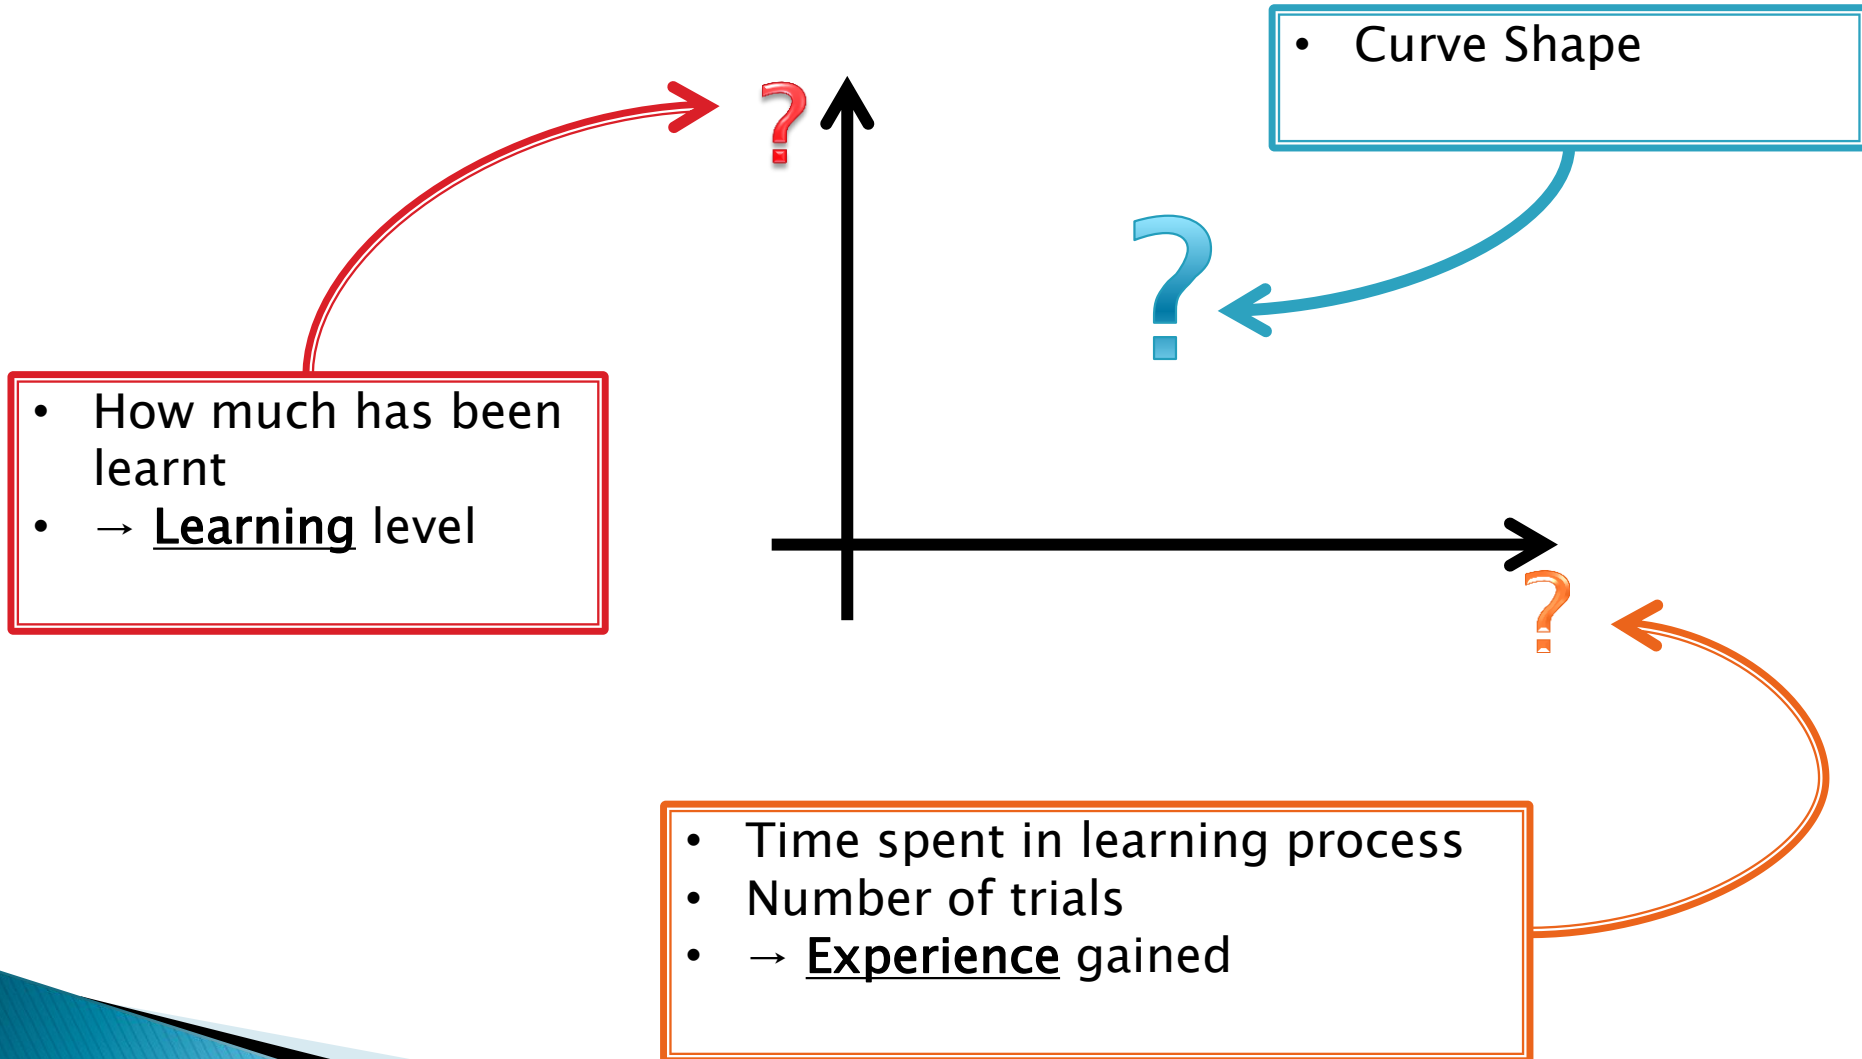 • Curve Shape
?
?
• How much has been
learnt
• → Learning level
?
• Time spent in learning process
• Number of trials
• → Experience gained